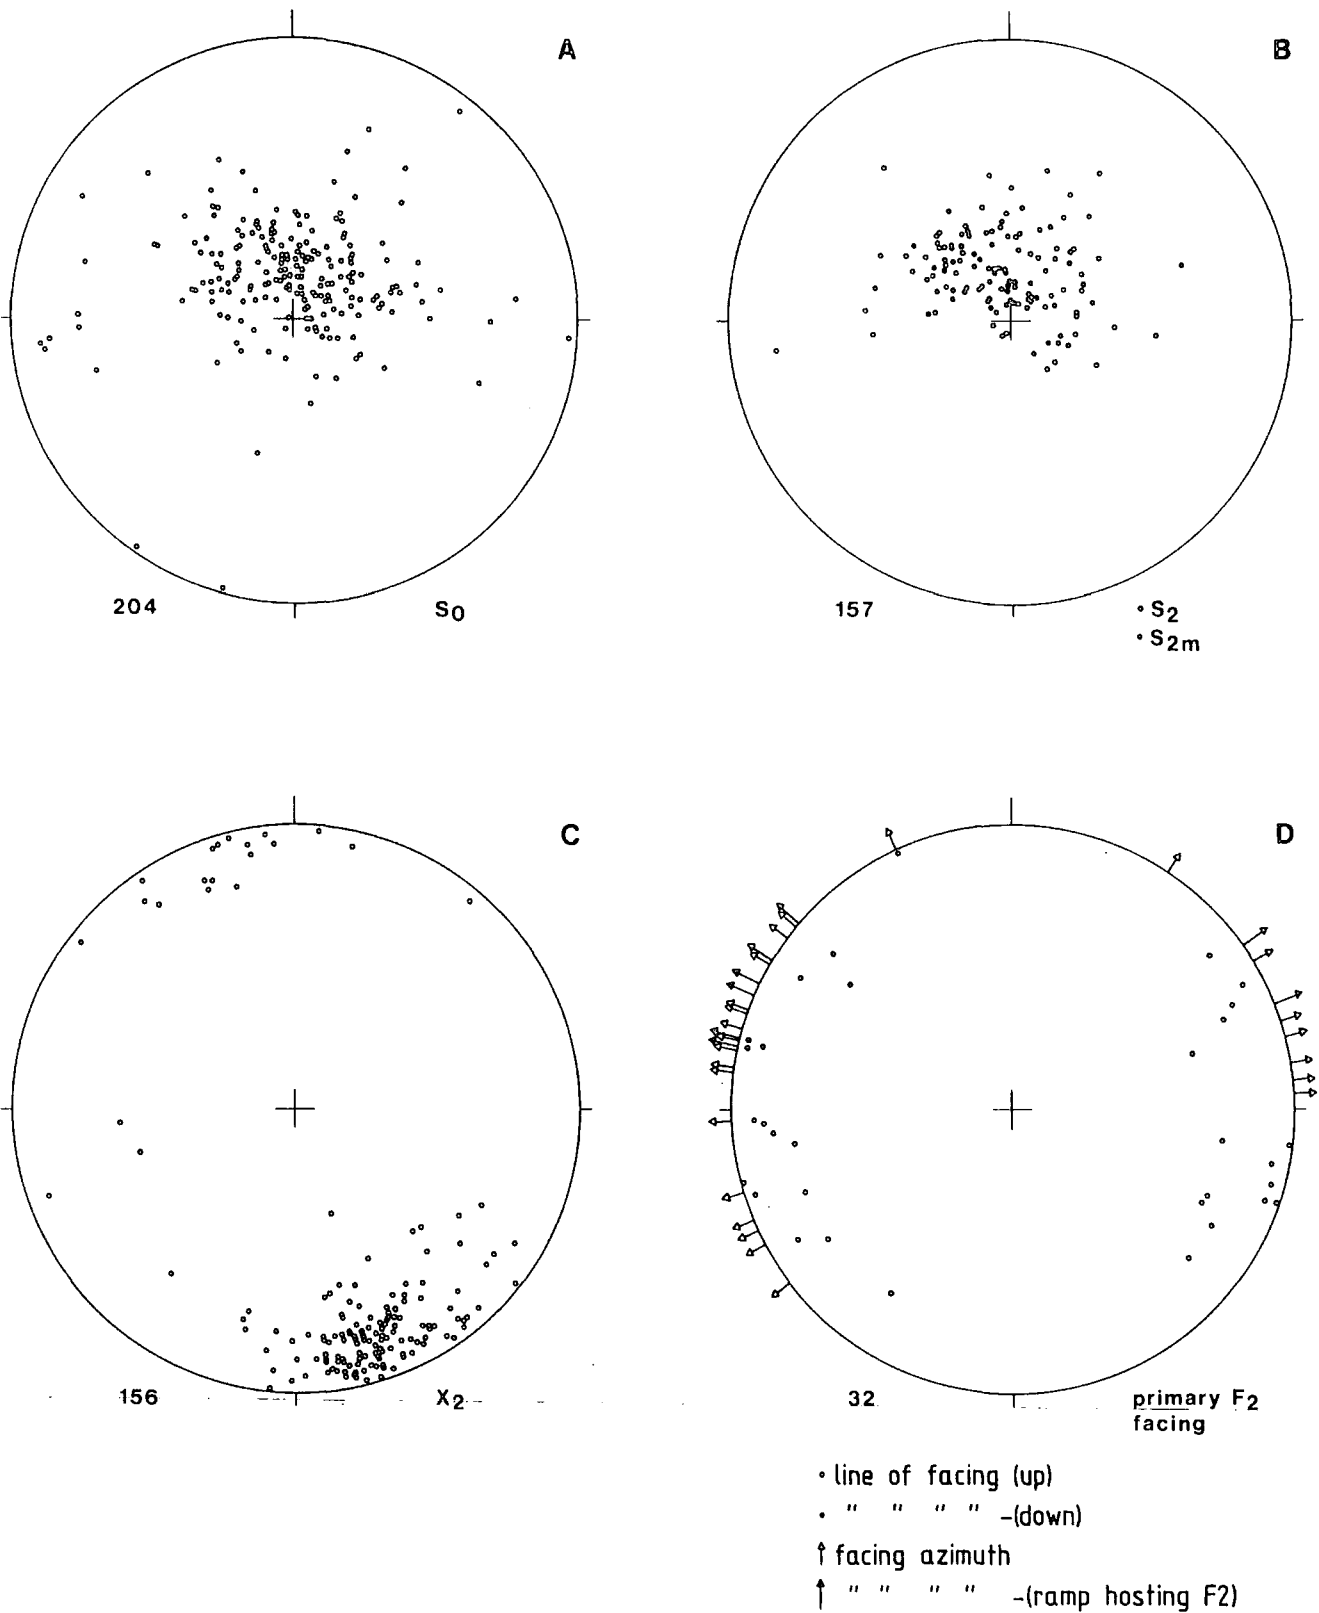 A
B
204
S0
157
∘ S2
• S2m
C
D
156
X2
32
primary F2
facing
∘ line of facing (up)
• " " " " -(down)
⇧ facing azimuth
↑ " " " " -(ramp hosting F2)